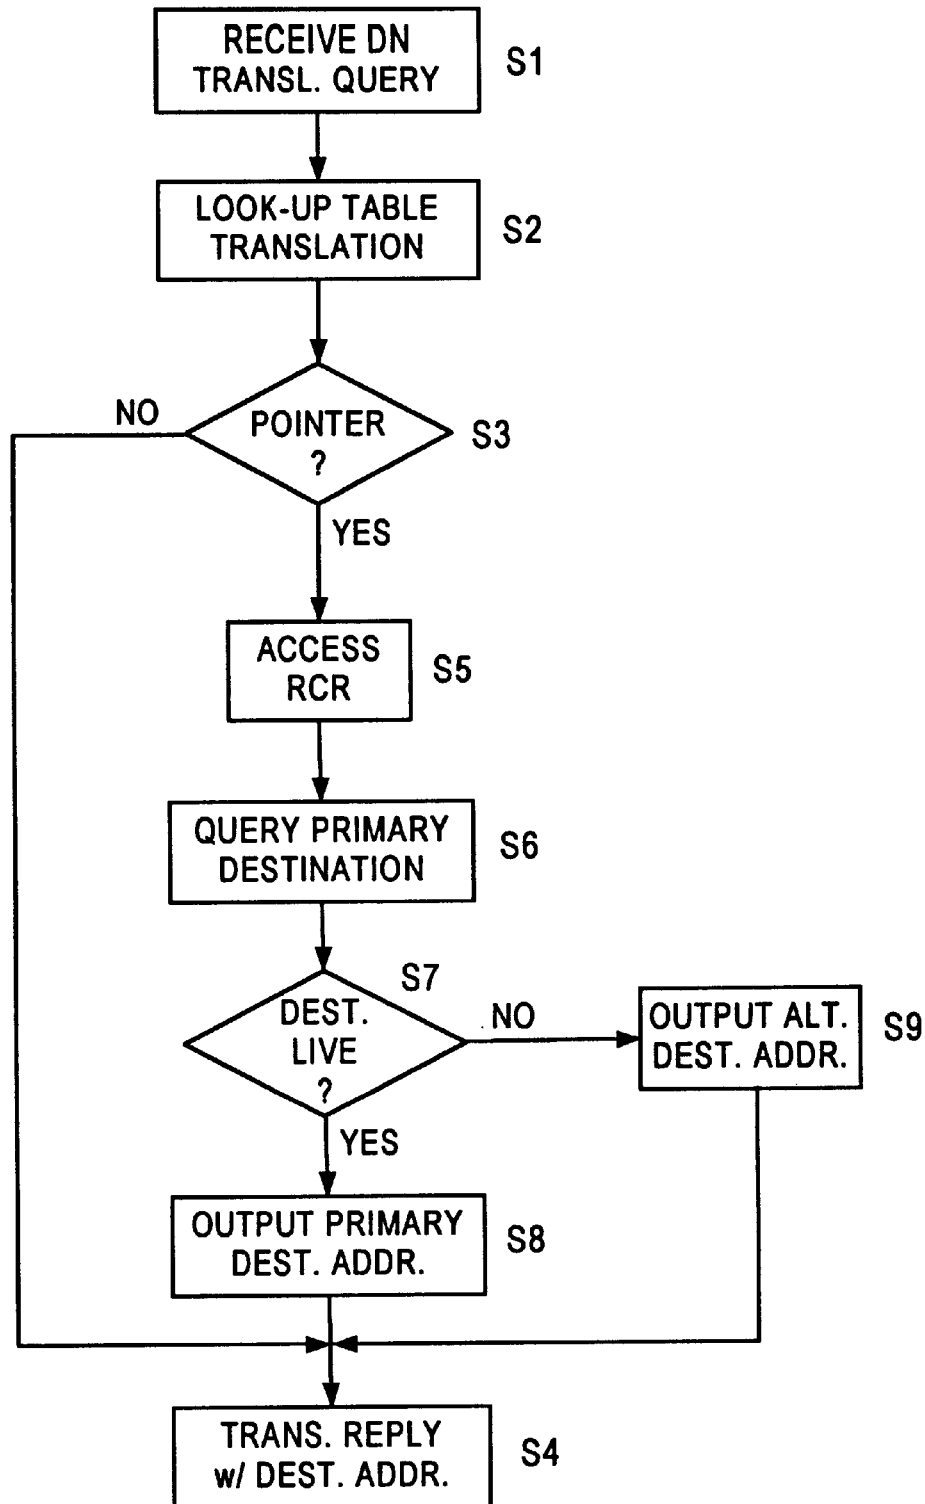 RECEIVE DN
TRANSL. QUERY
S1
LOOK-UP TABLE
TRANSLATION
S2
NO
POINTER
?
S3
YES
ACCESS
RCR
S5
QUERY PRIMARY
DESTINATION
S6
S7
DEST.
LIVE
?
NO
OUTPUT ALT.
DEST. ADDR.
S9
YES
OUTPUT PRIMARY
DEST. ADDR.
S8
TRANS. REPLY
w/ DEST. ADDR.
S4